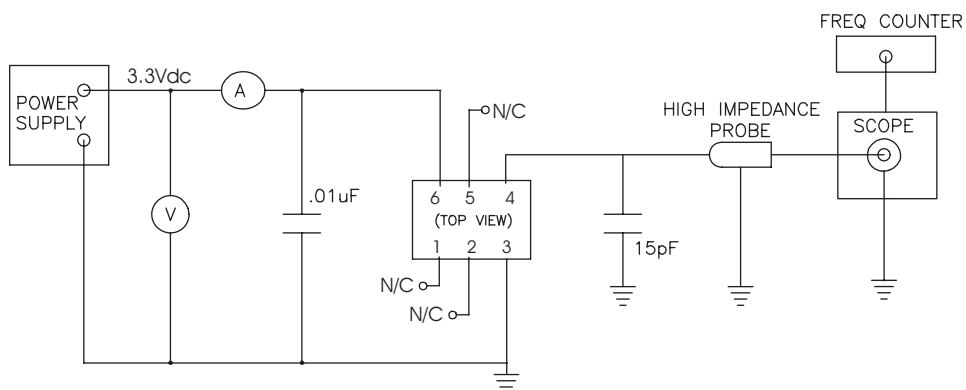 FREQ COUNTER
3.3Vdc
A
POWER
SUPPLY
N/C
HIGH IMPEDANCE
PROBE
SCOPE
V
.01uF
6 5 4
(TOP VIEW)
1 2 3
15pF
N/C
N/C